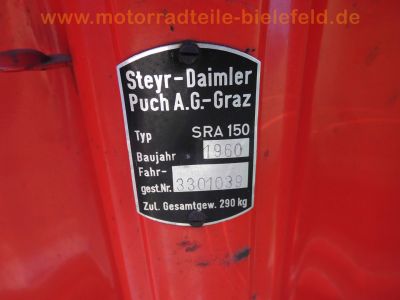 www.motorradteile-bielefeld.de
Steyr-Daimler
Puch A.G.-Graz
Typ SRA 150
Baujahr 1960
Fahr-
gest.Nr. 3301039
Zul. Gesamtgew. 290 kg